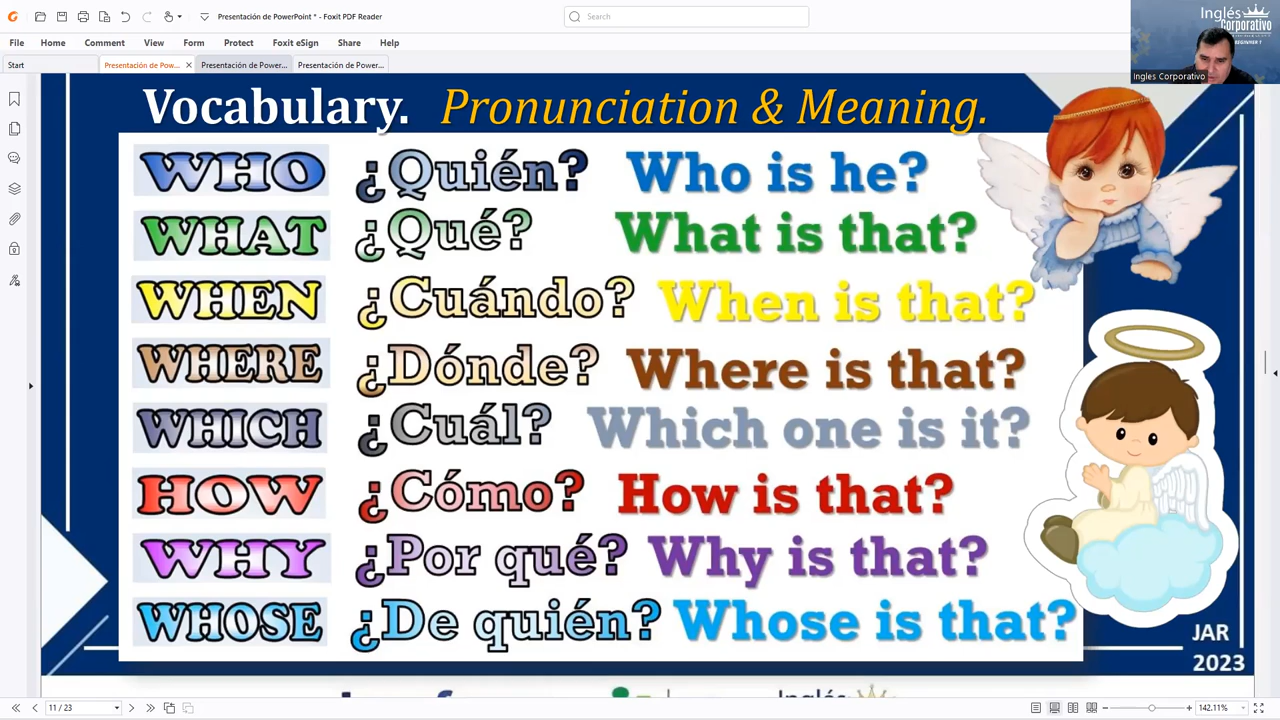 Presentación de PowerPoint * - Foxit PDF Reader
Search
File Home Comment View Form Protect Foxit eSign Share Help
Start Presentación de Pow... Presentación de Power... Presentación de Power...
Inglés
Corporativo
BEGINNER 1
Ingles Corporativo
Vocabulary. Pronunciation & Meaning.
WHO ¿Quién? Who is he?
WHAT ¿Qué? What is that?
WHEN ¿Cuándo? When is that?
WHERE ¿Dónde? Where is that?
WHICH ¿Cuál? Which one is it?
HOW ¿Cómo? How is that?
WHY ¿Por qué? Why is that?
WHOSE ¿De quién? Whose is that?
JAR
2023
Inglés
11 / 23
142.11%